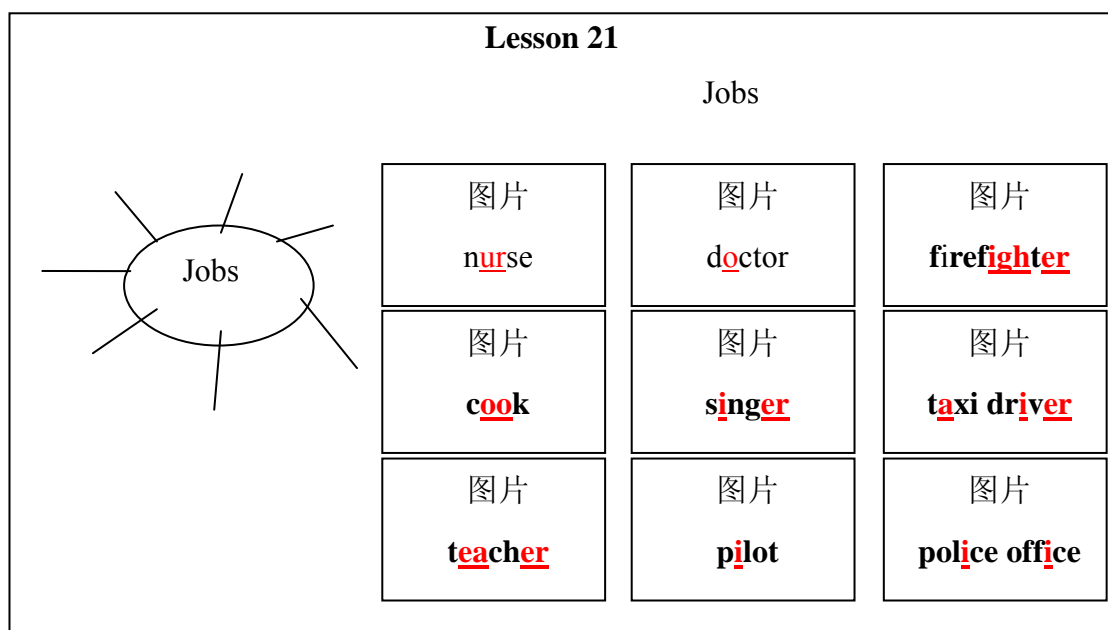 Lesson 21
Jobs
Jobs
图片
nurse
图片
doctor
图片
firefighter
图片
cook
图片
singer
图片
taxi driver
图片
teacher
图片
pilot
图片
police office